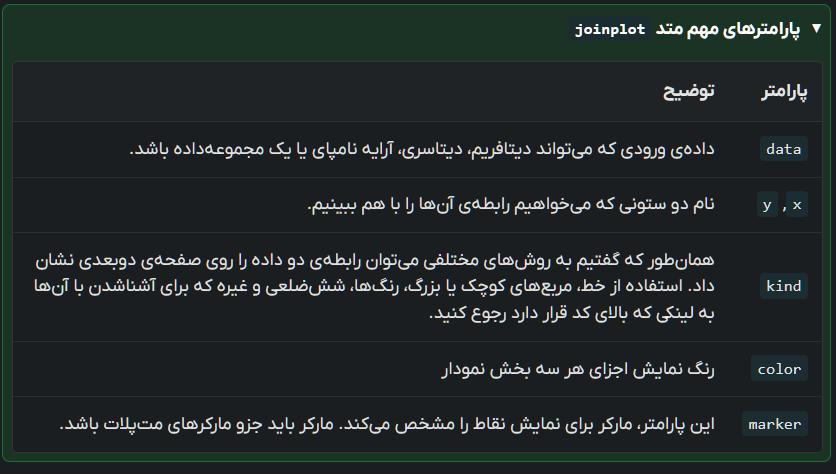 ▼ پارامترهای مهم متد joinplot
پارامتر توضیح
data داده‌ی ورودی که می‌تواند دیتافریم، دیتاسری، آرایه نامپای یا یک مجموعه‌داده باشد.
x, y نام دو ستونی که می‌خواهیم رابطه‌ی آن‌ها را با هم ببینیم.
همان‌طور که گفتیم به روش‌های مختلفی می‌توان رابطه‌ی دو داده را روی صفحه‌ی دوبعدی نشان
kind داد. استفاده از خط، مربع‌های کوچک یا بزرگ، رنگ‌ها، شش‌ضلعی و غیره که برای آشناشدن با آن‌ها
به لینکی که بالای کد قرار دارد رجوع کنید.
color رنگ نمایش اجزای هر سه بخش نمودار
marker این پارامتر، مارکر برای نمایش نقاط را مشخص می‌کند. مارکر باید جزو مارکرهای مت‌پلات باشد.